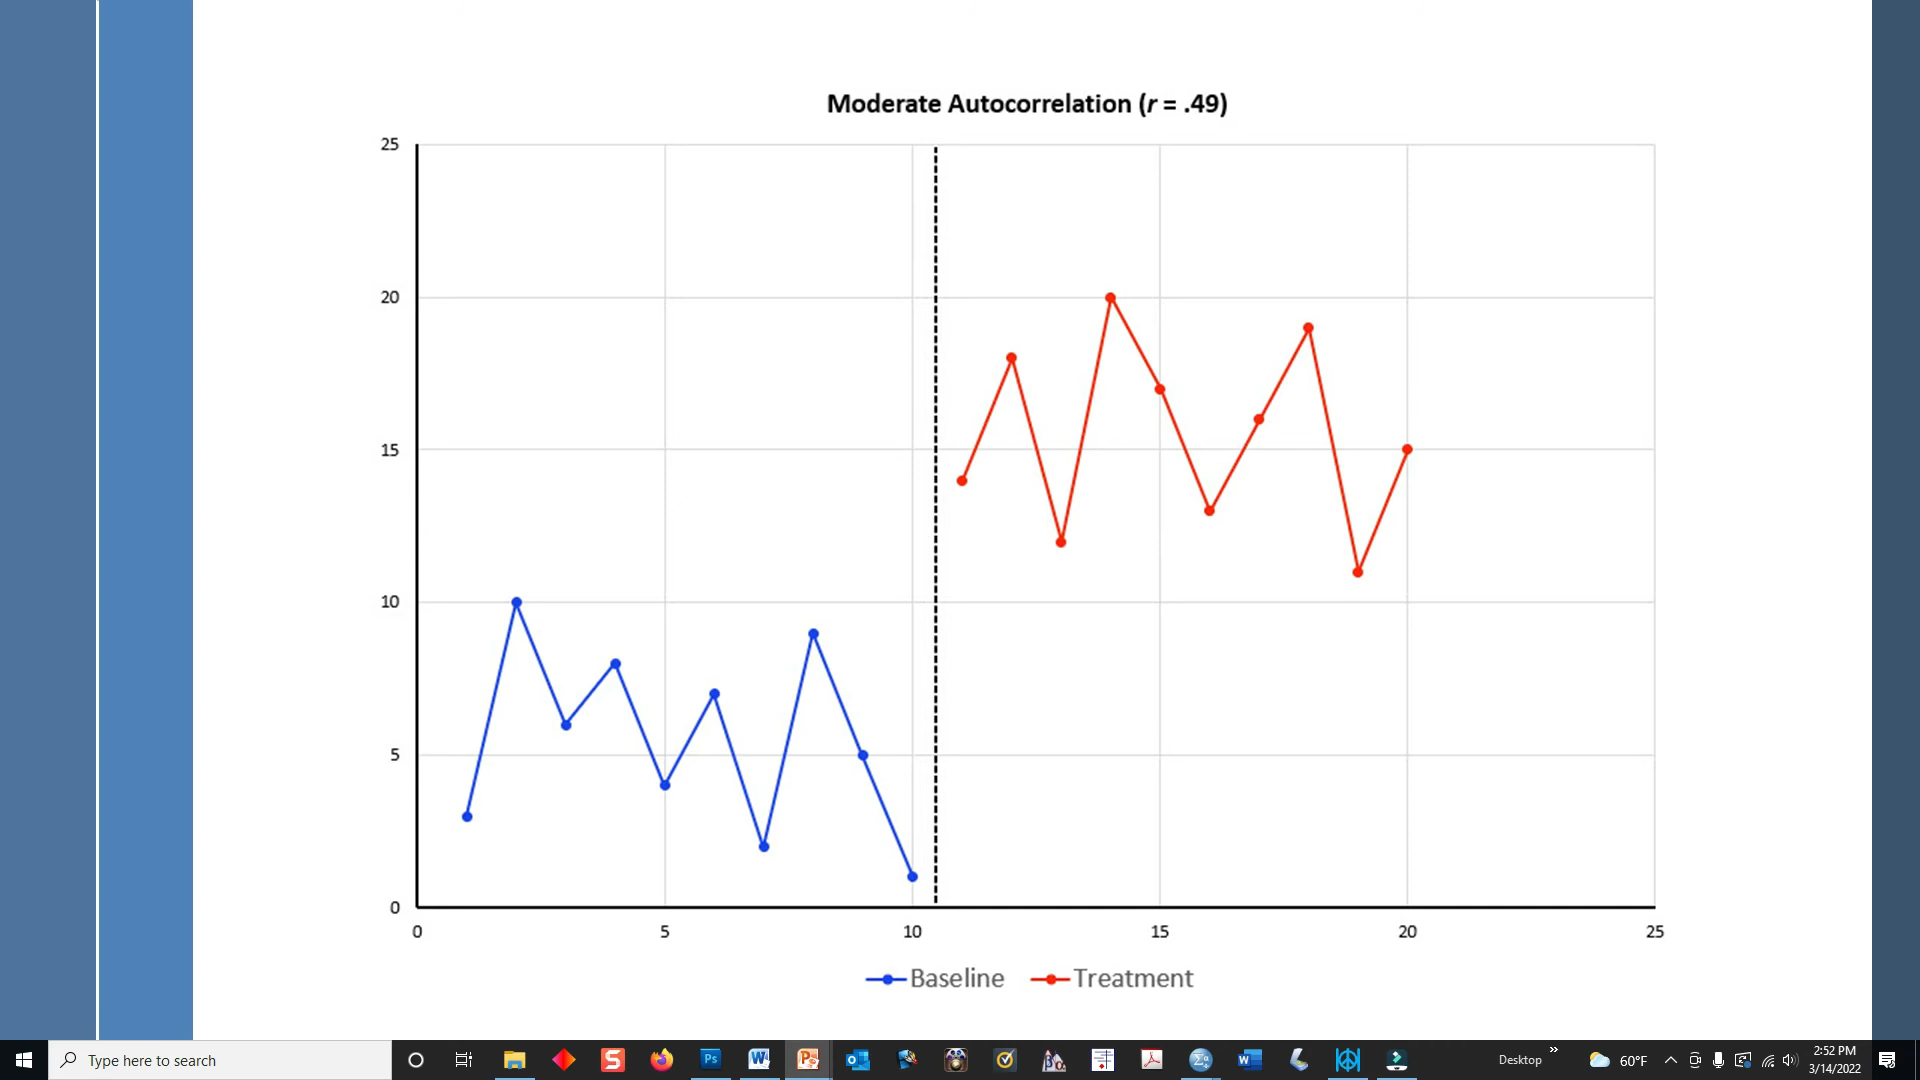 Moderate Autocorrelation (r = .49)
25
20
15
10
5
0
0 5 10 15 20 25
Baseline Treatment
Type here to search
Desktop
»
60°F
2:52 PM
3/14/2022